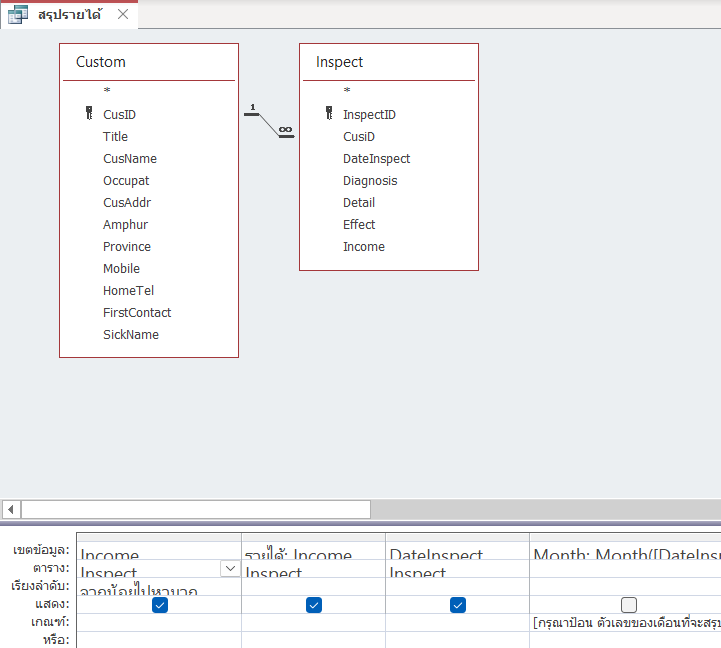 สรุปรายได้
Custom
*
CusID
Title
CusName
Occupat
CusAddr
Amphur
Province
Mobile
HomeTel
FirstContact
SickName
1
∞
Inspect
*
InspectID
CusiD
DateInspect
Diagnosis
Detail
Effect
Income
เขตข้อมูล: Income รายได้: Income DateInspect Month: Month([DateInsp
ตาราง: Inspect Inspect Inspect
เรียงลำดับ: จากน้อยไปหามาก
แสดง:
เกณฑ์: [กรุณาป้อน ตัวเลขของเดือนที่จะสรุป
หรือ: